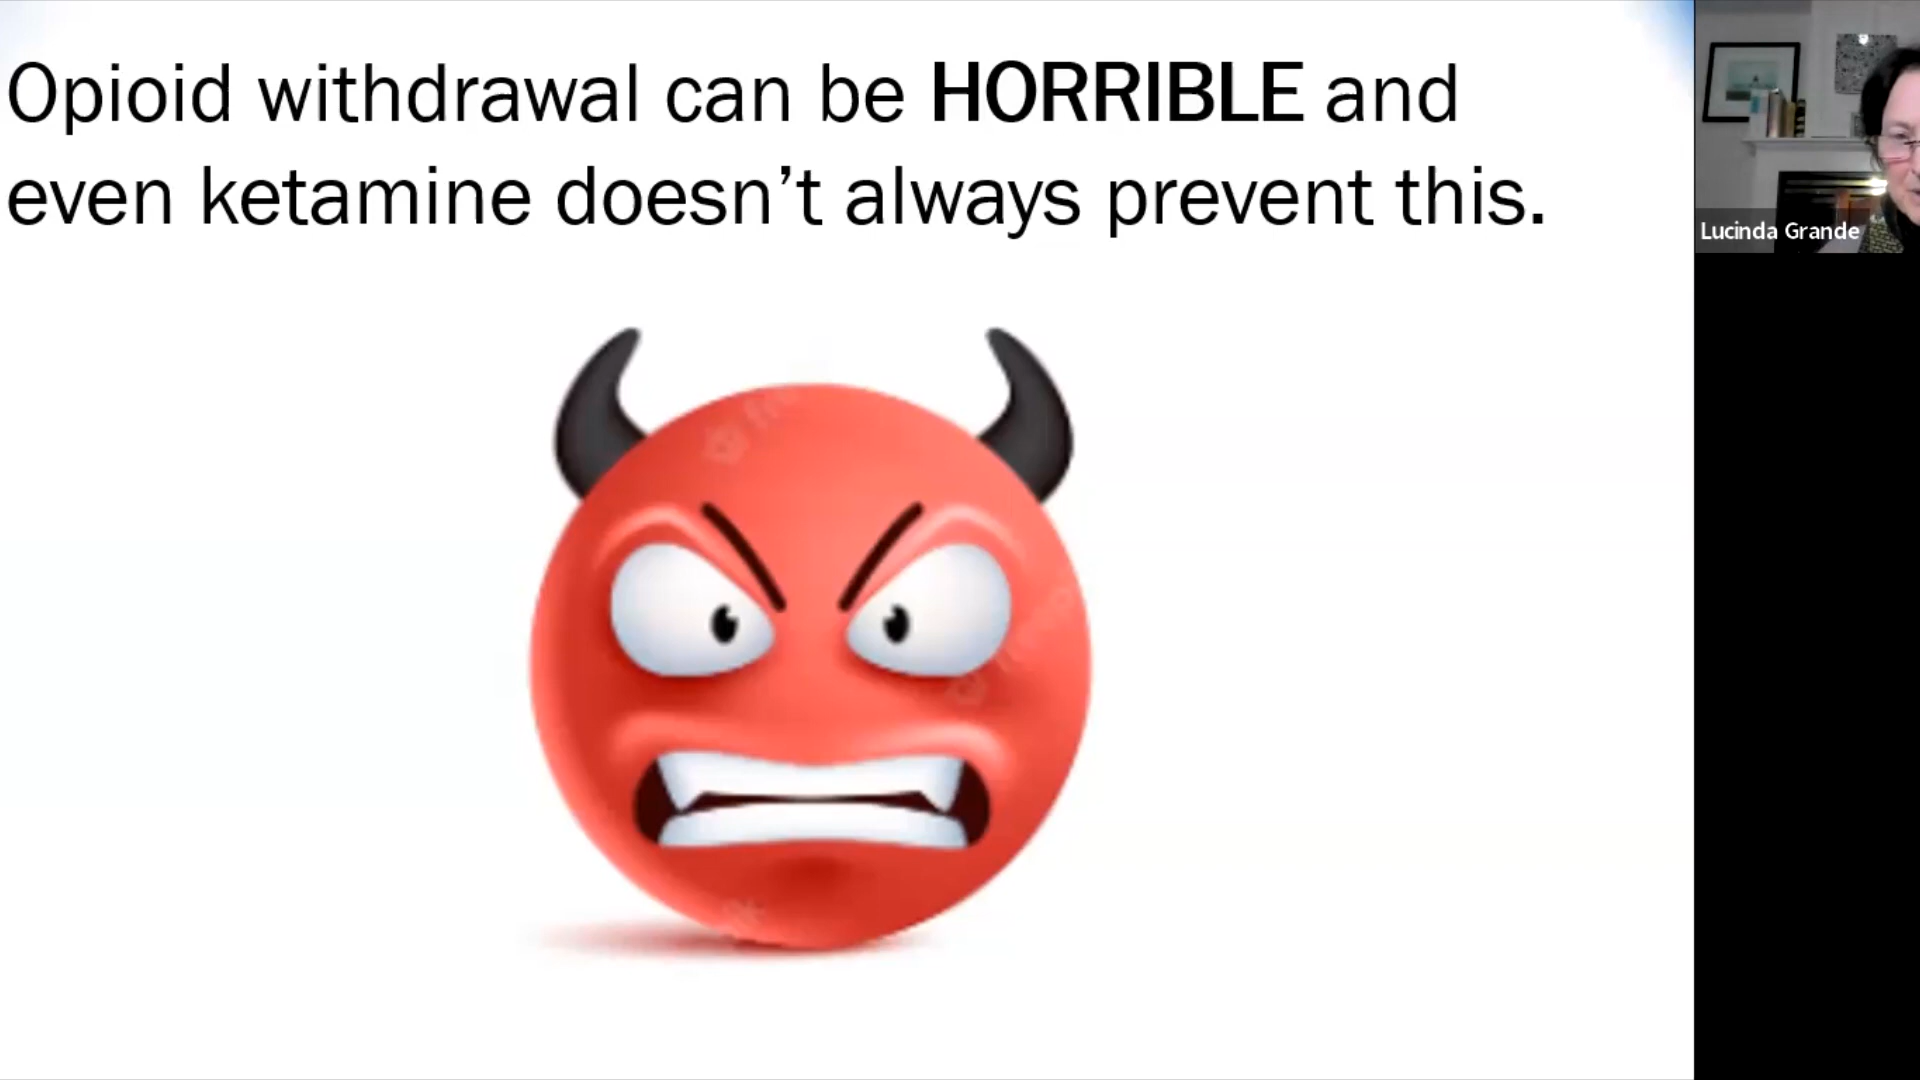 Opioid withdrawal can be HORRIBLE and
even ketamine doesn’t always prevent this.
Lucinda Grande